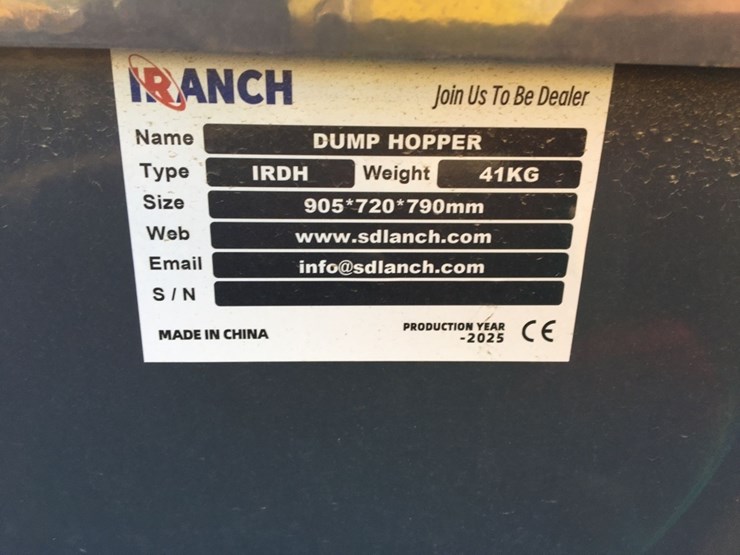 IRANCH
Join Us To Be Dealer
Name DUMP HOPPER
Type IRDH Weight 41KG
Size 905*720*790mm
Web www.sdlanch.com
Email info@sdlanch.com
S/N
MADE IN CHINA
PRODUCTION YEAR
-2025
CE